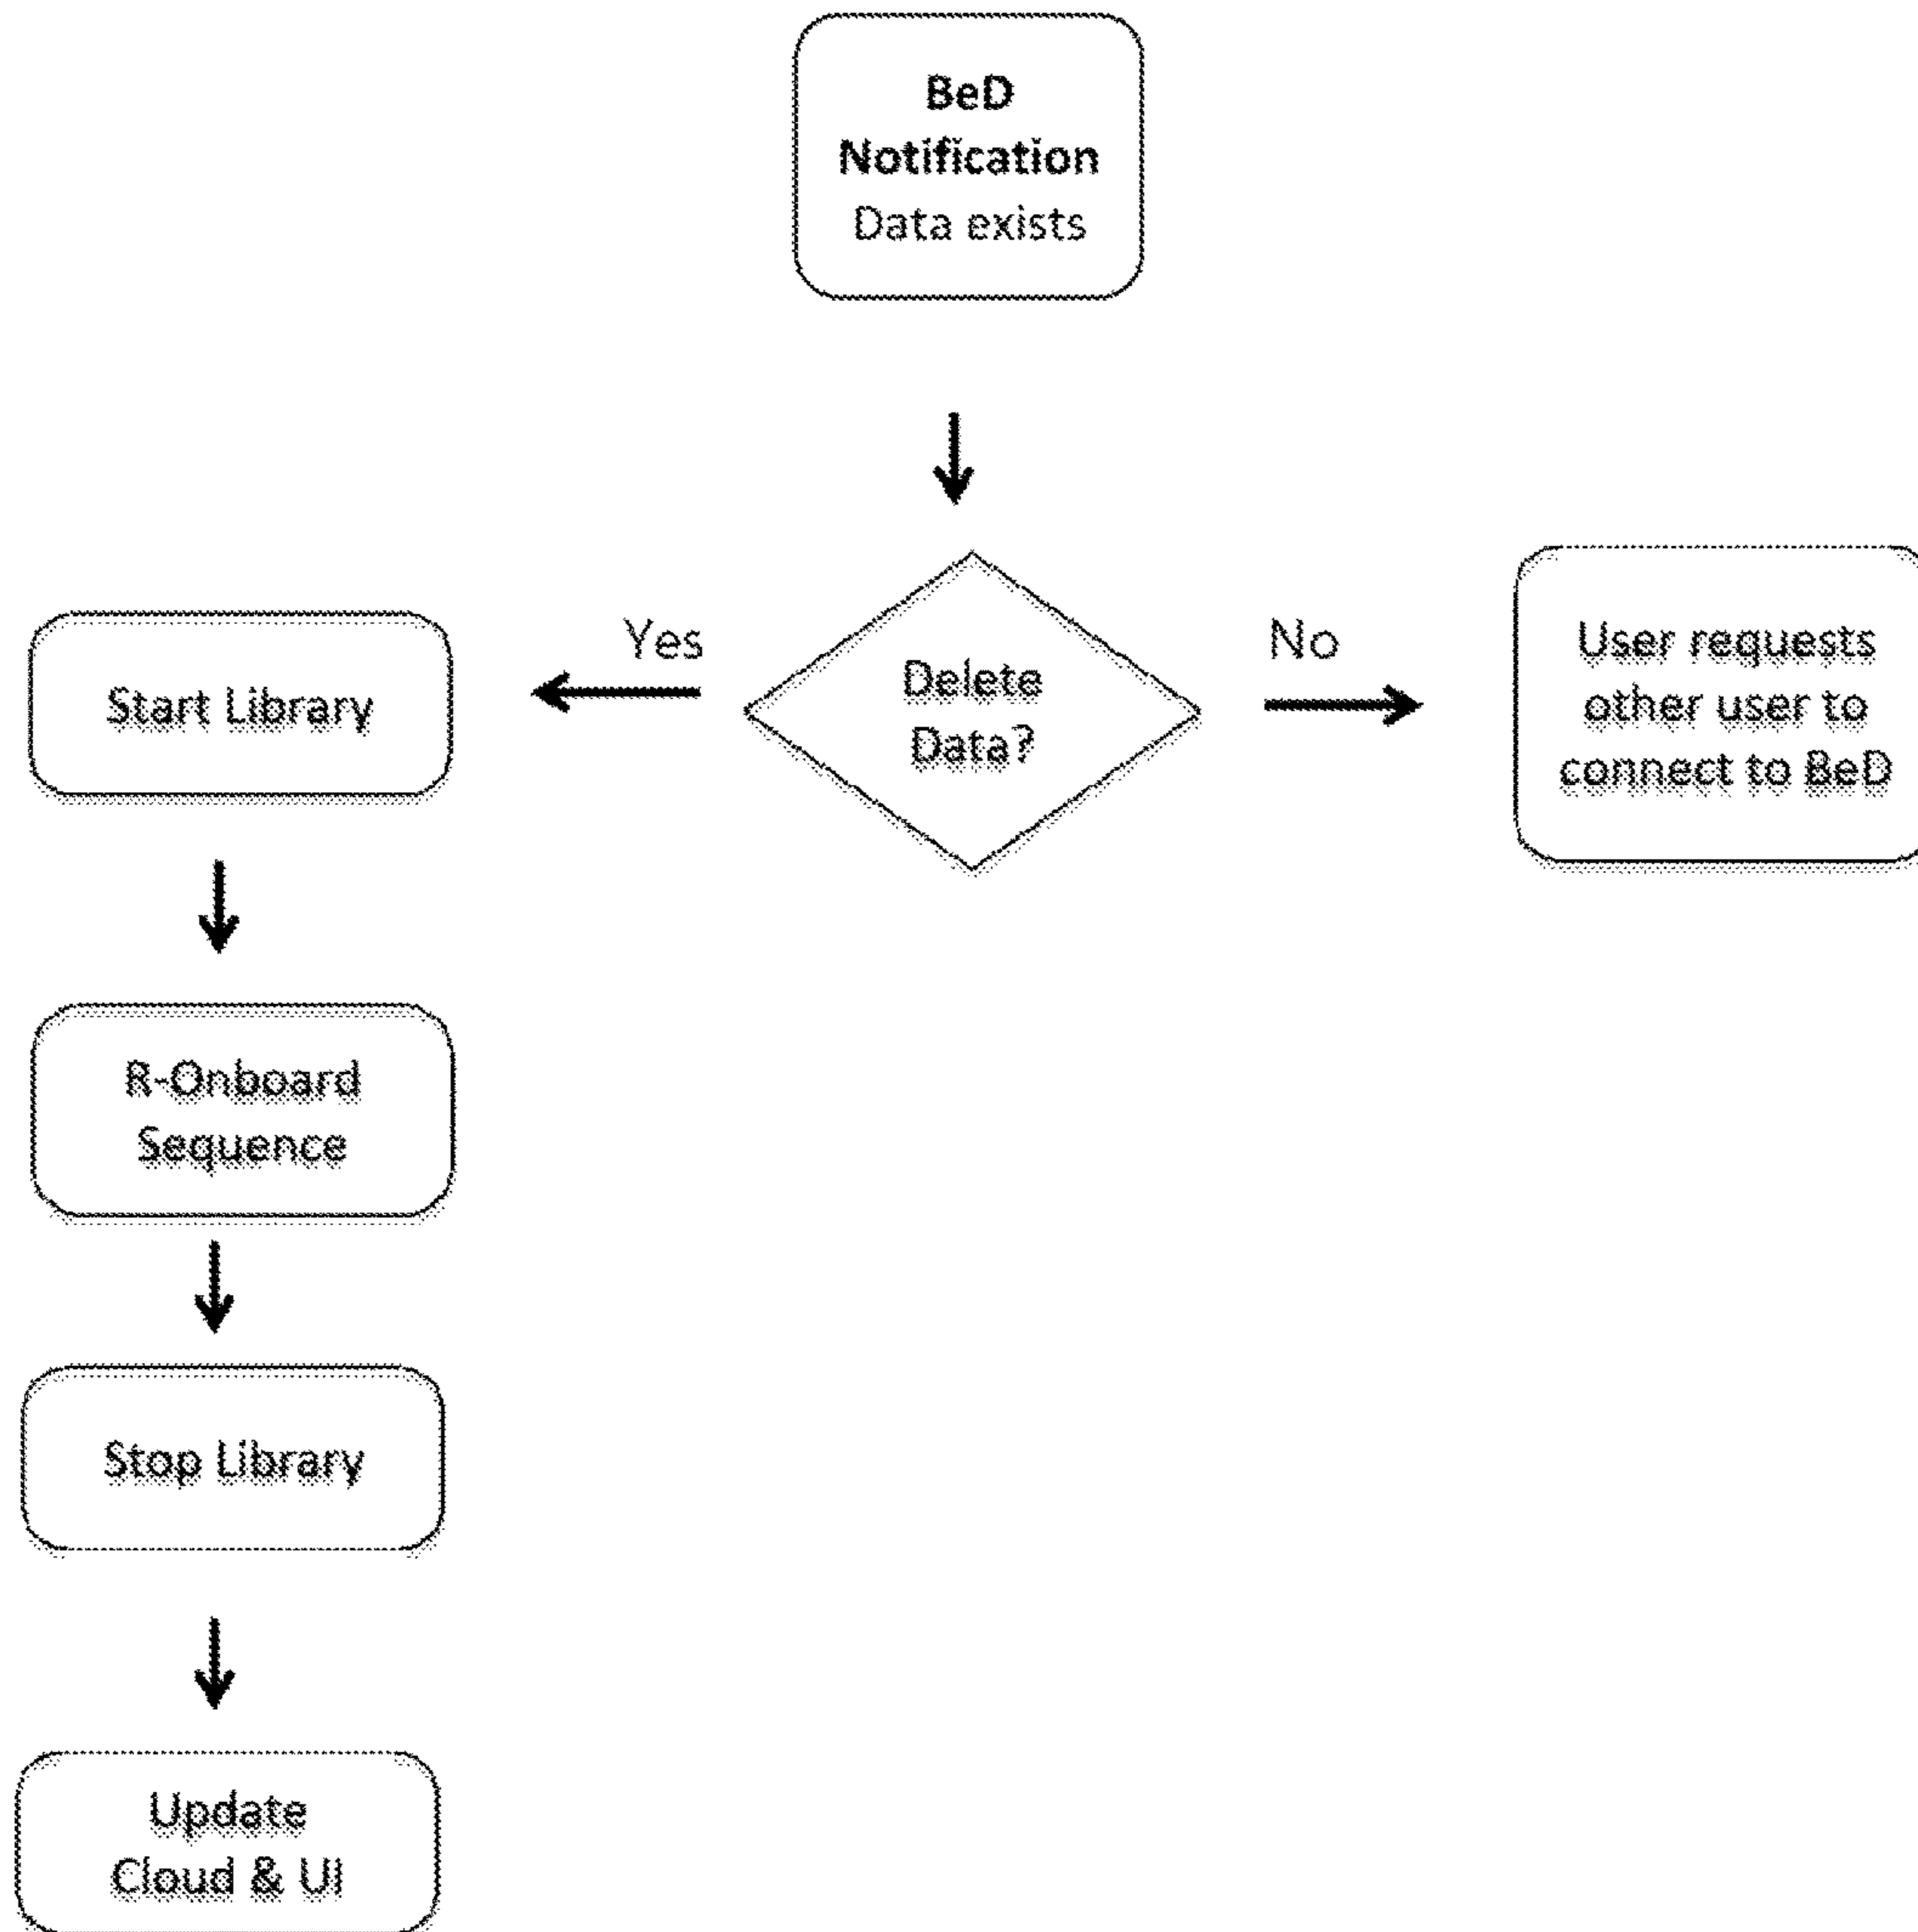 BeD
Notification
Data exists
Yes
No
Start Library
Delete
Data?
User requests
other user to
connect to BeD
R-Onboard
Sequence
Stop Library
Update
Cloud & UI